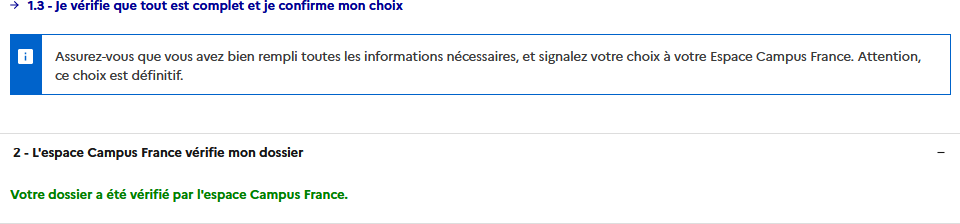 → 1.3 - Je vérifie que tout est complet et je confirme mon choix
Assurez-vous que vous avez bien rempli toutes les informations nécessaires, et signalez votre choix à votre Espace Campus France. Attention,
ce choix est définitif.
2 - L'espace Campus France vérifie mon dossier –
Votre dossier a été vérifié par l'espace Campus France.